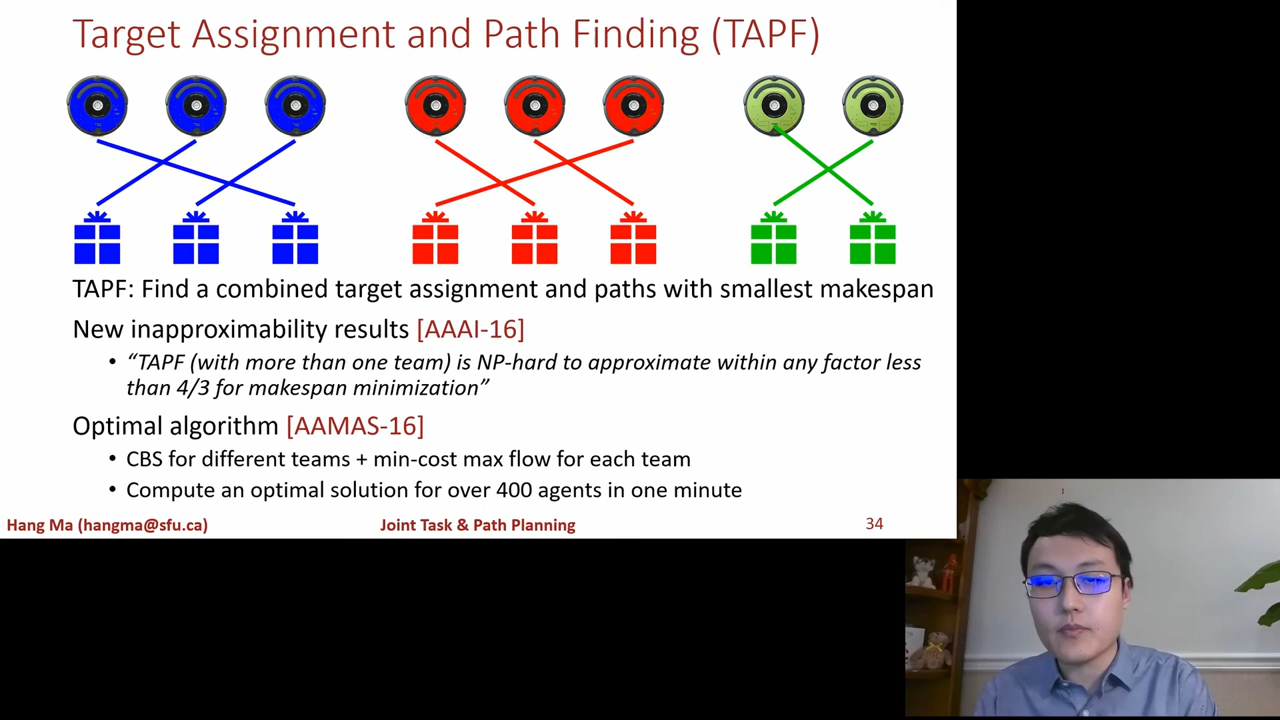 Target Assignment and Path Finding (TAPF)
TAPF: Find a combined target assignment and paths with smallest makespan
New inapproximability results [AAAI-16]
• “TAPF (with more than one team) is NP-hard to approximate within any factor less
than 4/3 for makespan minimization”
Optimal algorithm [AAMAS-16]
• CBS for different teams + min-cost max flow for each team
• Compute an optimal solution for over 400 agents in one minute
Hang Ma (hangma@sfu.ca) Joint Task & Path Planning 34